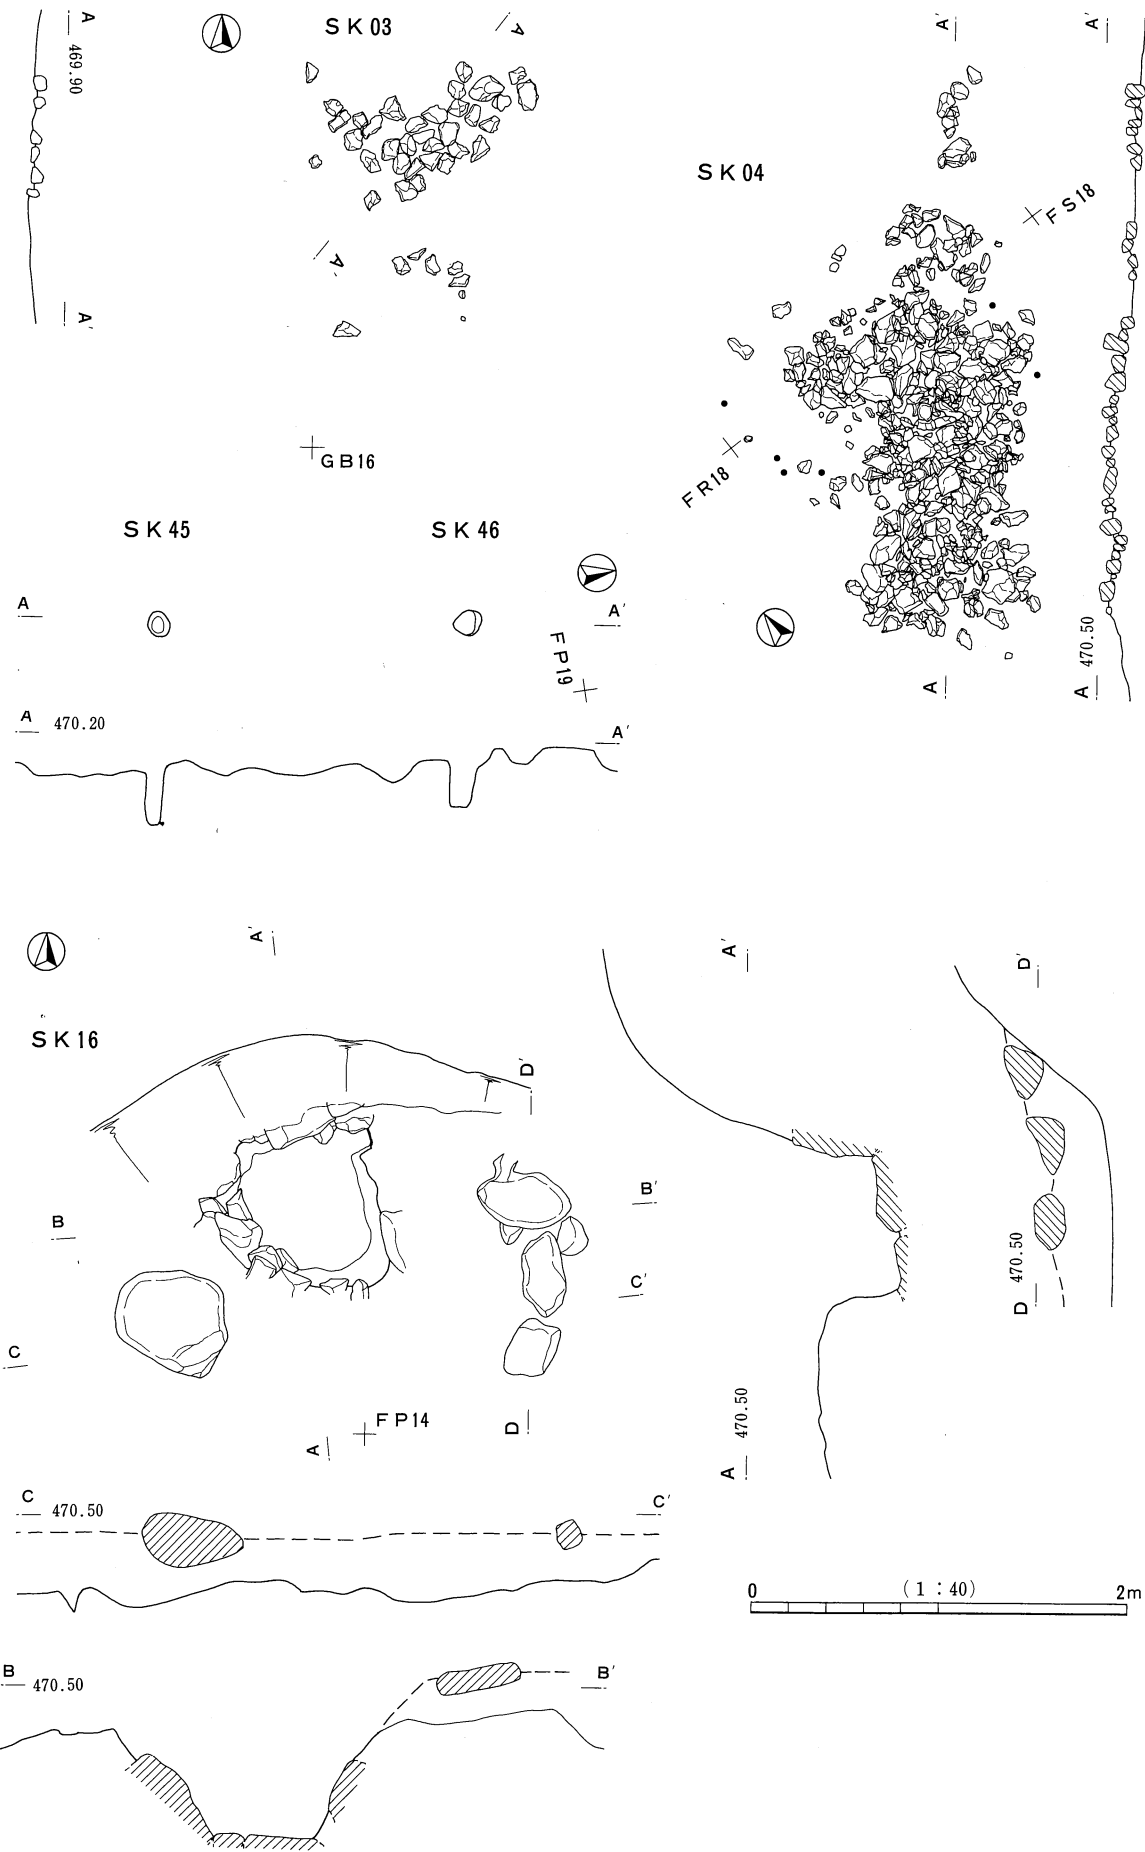 A
469.90
A'
SK03
A
A'
GB16
A'
A'
SK04
FS18
FR18
A
A
470.50
SK45
SK46
A
A'
FP19
A
470.20
A'
SK16
A'
D'
B
B'
C
C'
FP14
A
D
A'
A
470.50
D'
D
470.50
C
470.50
C'
0
(1:40)
2m
B
470.50
B'